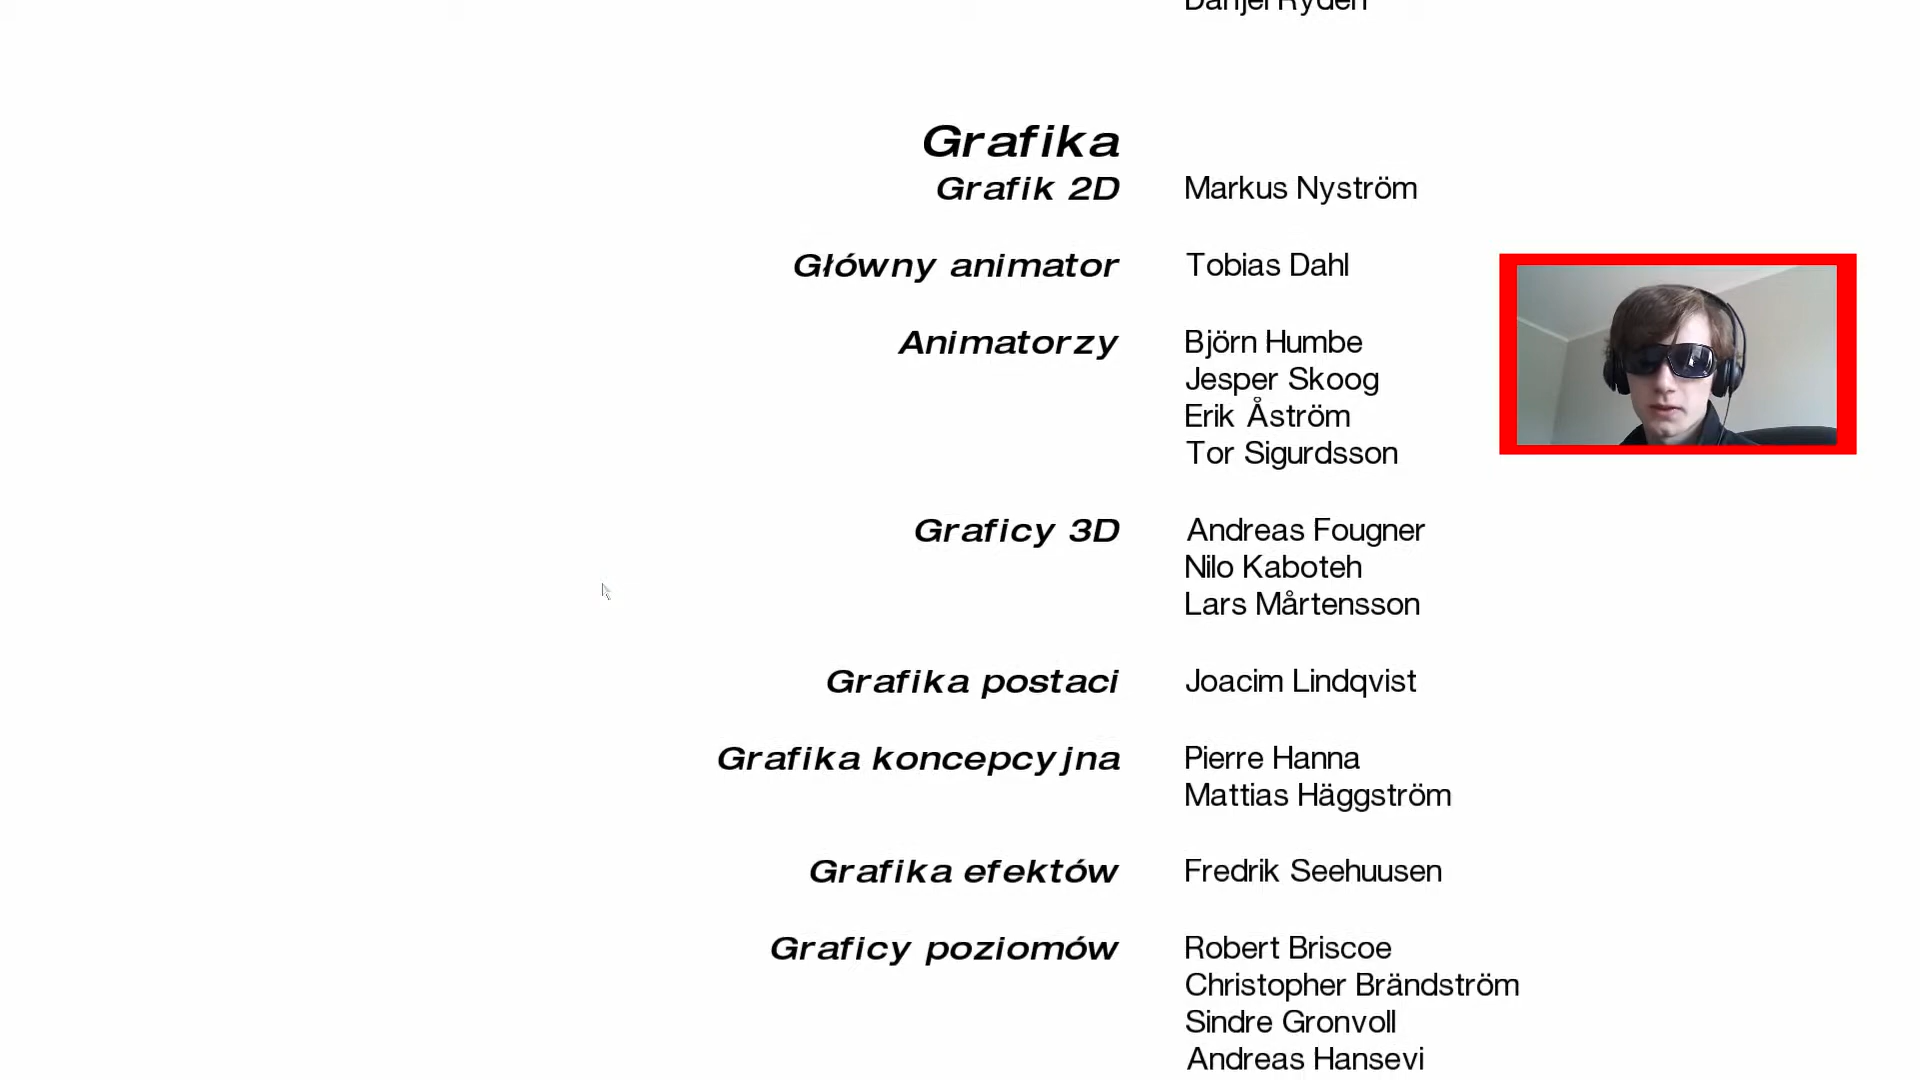 Danjel Rydén
Grafika
Grafik 2D Markus Nyström
Główny animator Tobias Dahl
Animatorzy Björn Humbe
Jesper Skoog
Erik Åström
Tor Sigurdsson
Graficy 3D Andreas Fougner
Nilo Kaboteh
Lars Mårtensson
Grafika postaci Joacim Lindqvist
Grafika koncepcyjna Pierre Hanna
Mattias Häggström
Grafika efektów Fredrik Seehuusen
Graficy poziomów Robert Briscoe
Christopher Brändström
Sindre Gronvoll
Andreas Hansevi